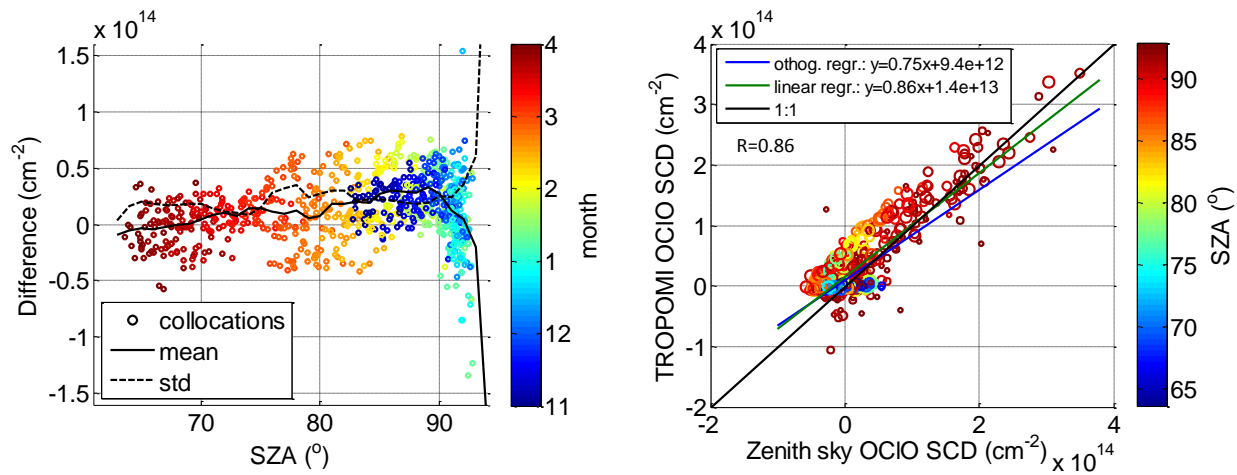 x 10^14
1.5
1
0.5
0
-0.5
-1
-1.5
Difference (cm^-2)
collocations
mean
std
70
80
90
SZA (°)
4
3
2
1
12
11
month
x 10^14
4
2
0
-2
TROPOMI OClO SCD (cm^-2)
othog. regr.: y=0.75x+9.4e+12
linear regr.: y=0.86x+1.4e+13
1:1
R=0.86
-2
0
2
4
Zenith sky OClO SCD (cm^-2)
x 10^14
90
85
80
75
70
65
SZA (°)